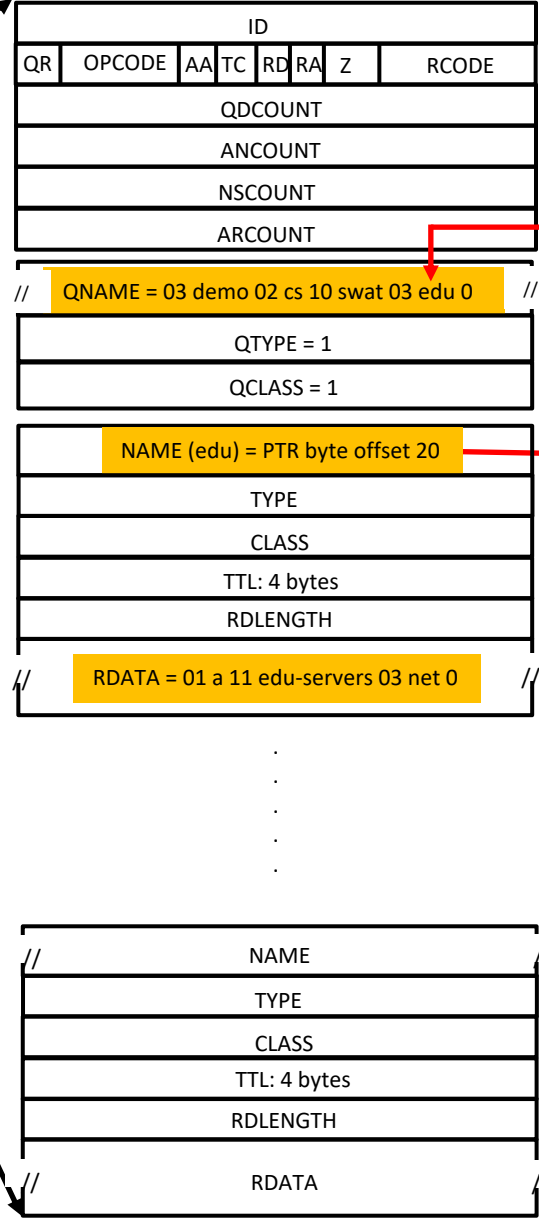 ID
QR OPCODE AA TC RD RA Z RCODE
QDCOUNT
ANCOUNT
NSCOUNT
ARCOUNT
// QNAME = 03 demo 02 cs 10 swat 03 edu 0 //
QTYPE = 1
QCLASS = 1
NAME (edu) = PTR byte offset 20
TYPE
CLASS
TTL: 4 bytes
RDLENGTH
// RDATA = 01 a 11 edu-servers 03 net 0 //
.
.
.
.
.
// NAME /
TYPE
CLASS
TTL: 4 bytes
RDLENGTH
// RDATA /